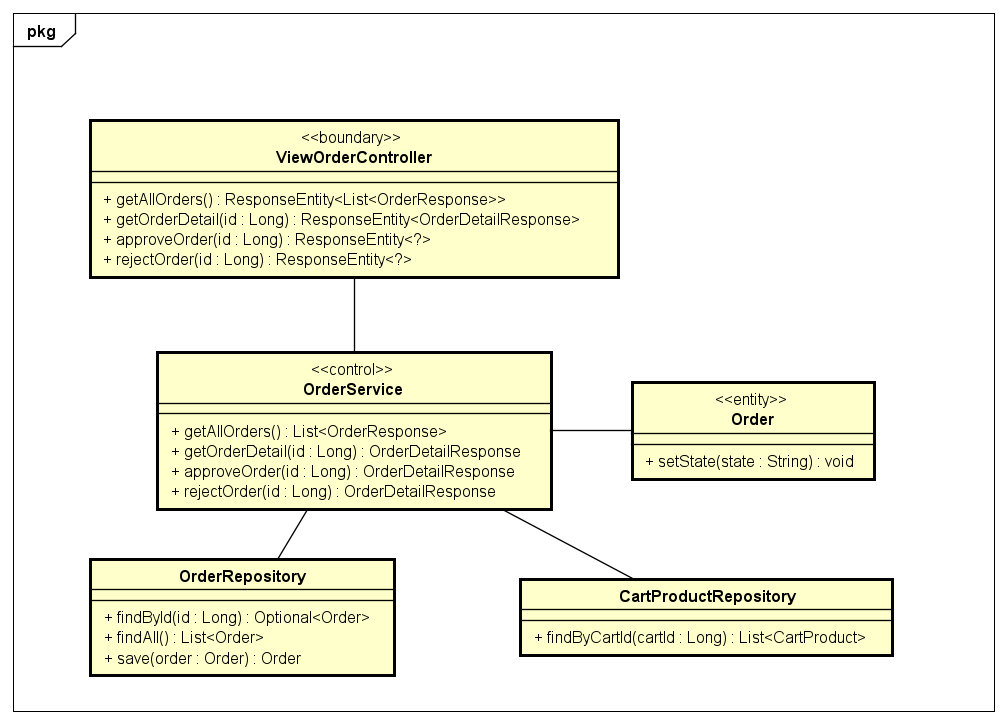 pkg
<<boundary>>
ViewOrderController
+ getAllOrders() : ResponseEntity<List<OrderResponse>>
+ getOrderDetail(id : Long) : ResponseEntity<OrderDetailResponse>
+ approveOrder(id : Long) : ResponseEntity<?>
+ rejectOrder(id : Long) : ResponseEntity<?>
<<control>>
OrderService
+ getAllOrders() : List<OrderResponse>
+ getOrderDetail(id : Long) : OrderDetailResponse
+ approveOrder(id : Long) : OrderDetailResponse
+ rejectOrder(id : Long) : OrderDetailResponse
<<entity>>
Order
+ setState(state : String) : void
OrderRepository
+ findById(id : Long) : Optional<Order>
+ findAll() : List<Order>
+ save(order : Order) : Order
CartProductRepository
+ findByCartId(cartId : Long) : List<CartProduct>